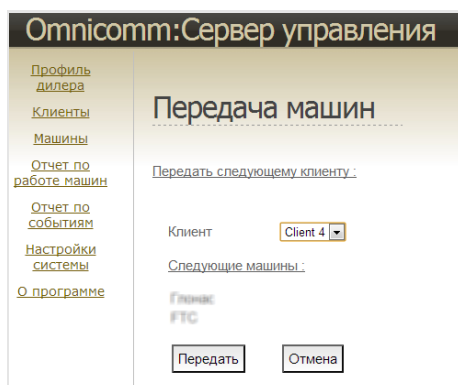 Omnicomm:Сервер управления
Профиль
дилера
Клиенты
Машины
Отчет по
работе машин
Отчет по
событиям
Настройки
системы
О программе
Передача машин
Передать следующему клиенту :
Клиент
Client 4
Следующие машины :
Глонас
FTC
Передать
Отмена